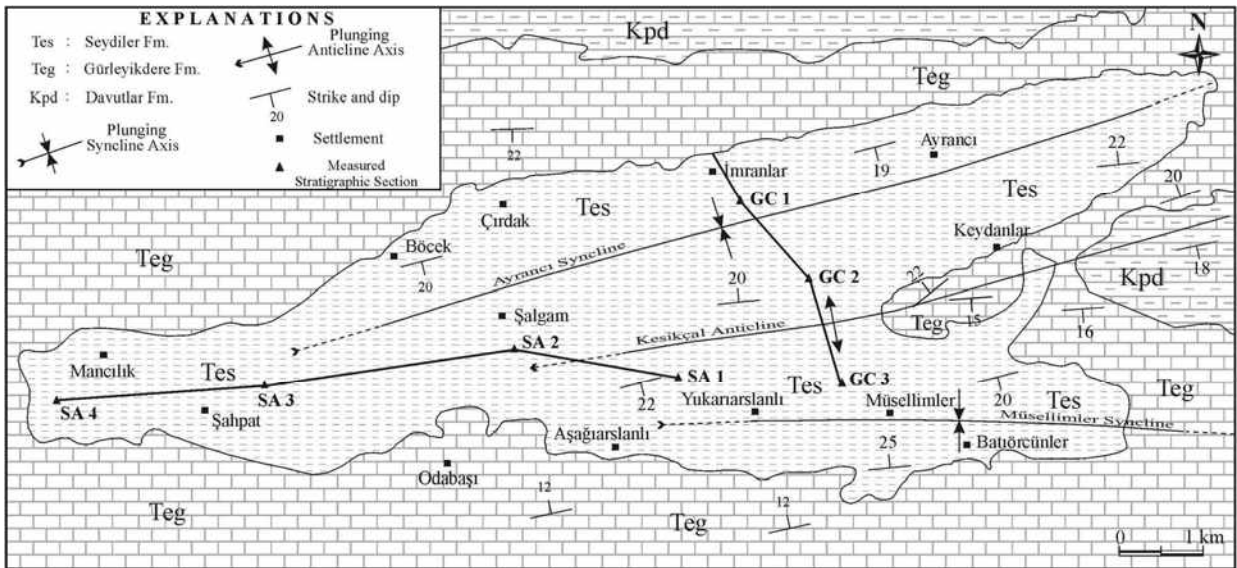 EXPLANATIONS
Tes : Seydiler Fm.
Teg : Gürleyikdere Fm.
Kpd : Davutlar Fm.
Plunging
Syncline Axis
Plunging
Anticline Axis
Strike and dip
20
Settlement
Measured
Stratigraphic Section
Kpd
N
Teg
22
Ayrancı
19
22
İmranlar
Tes
20
GC 1
Çırdak
Tes
Keydanlar
Böcek
Teg
20
Ayrancı Syncline
18
GC 2
20
22
Kpd
15
Teg
16
Şalgam
Kesikçal Anticline
SA 2
Mancılık
Tes
SA 1
Tes
GC 3
Teg
SA 3
22
20
SA 4
Yukarıarslanlı
Müsellimler
Tes
Şahpat
Müsellimler Syncline
Aşağıarslanlı
Batıörcünler
25
Odabaşı
12
12
Teg
Teg
0 1 km